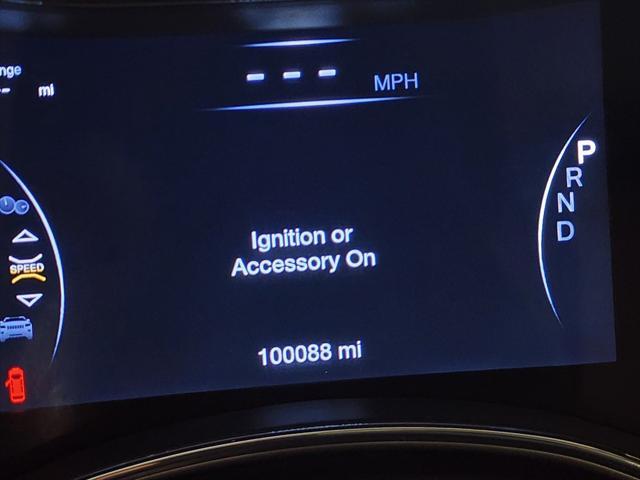 nge
mi
--- MPH
P
R
N
D
SPEED
Ignition or
Accessory On
100088 mi